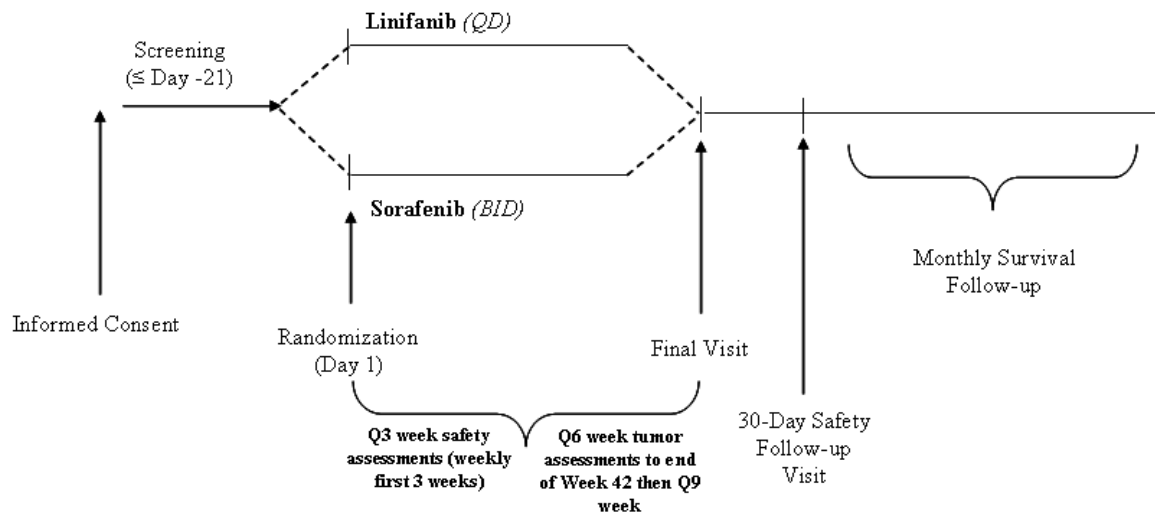 Linifanib (QD)
Screening
(≤ Day -21)
Sorafenib (BID)
Informed Consent
Randomization
(Day 1)
Final Visit
Monthly Survival
Follow-up
Q3 week safety
assessments (weekly
first 3 weeks)
Q6 week tumor
assessments to end
of Week 42 then Q9
week
30-Day Safety
Follow-up
Visit